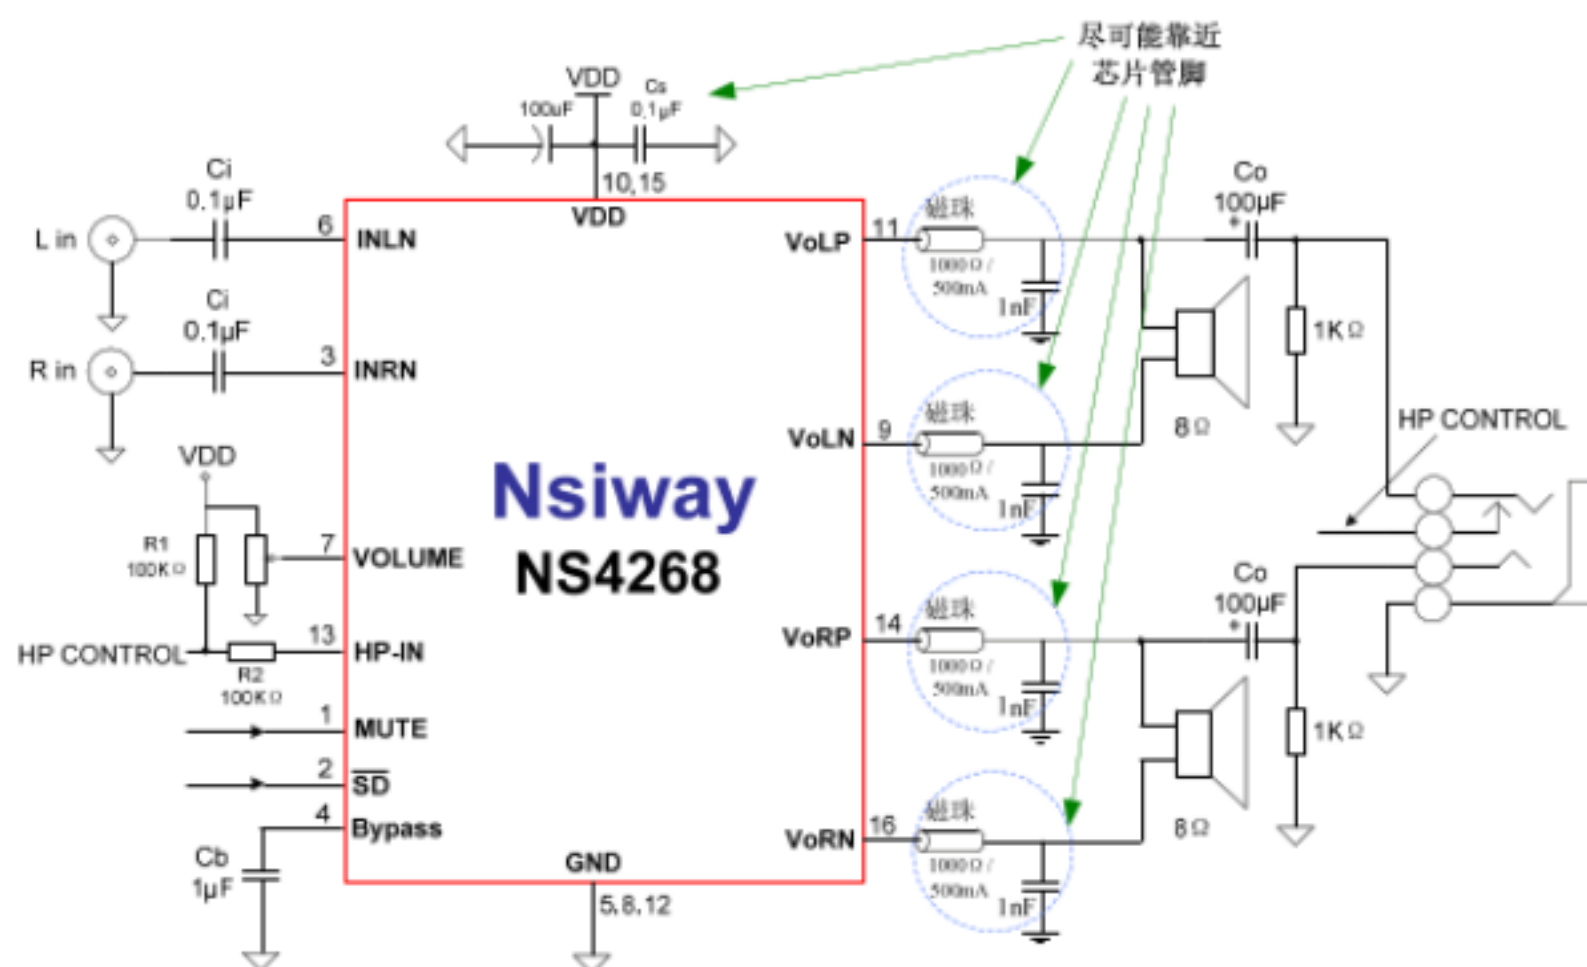 尽可能靠近
芯片管脚
VDD
100uF
Cs
0.1µF
10,15
VDD
Ci
0.1µF
L in
6
INLN
Ci
0.1µF
R in
3
INRN
VDD
R1
100KΩ
7
VOLUME
HP CONTROL
13
HP-IN
R2
100KΩ
1
MUTE
2
SD
4
Bypass
Cb
1µF
Nsiway
NS4268
GND
5,8,12
VoLP
11
磁珠
1000Ω/
500mA
1nF
VoLN
9
磁珠
1000Ω/
500mA
1nF
VoRP
14
磁珠
1000Ω/
500mA
1nF
VoRN
16
磁珠
1000Ω/
500mA
1nF
Co
100µF
+
1KΩ
8Ω
HP CONTROL
Co
100µF
+
1KΩ
8Ω